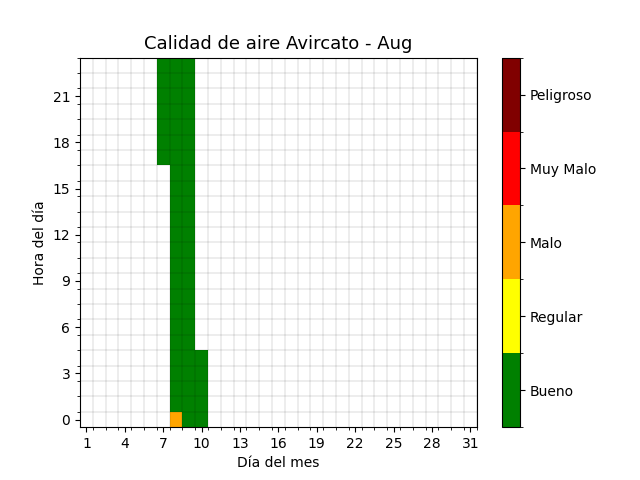 Calidad de aire Avircato - Aug
Hora del día
21
18
15
12
9
6
3
0
1 4 7 10 13 16 19 22 25 28 31
Día del mes
Peligroso
Muy Malo
Malo
Regular
Bueno